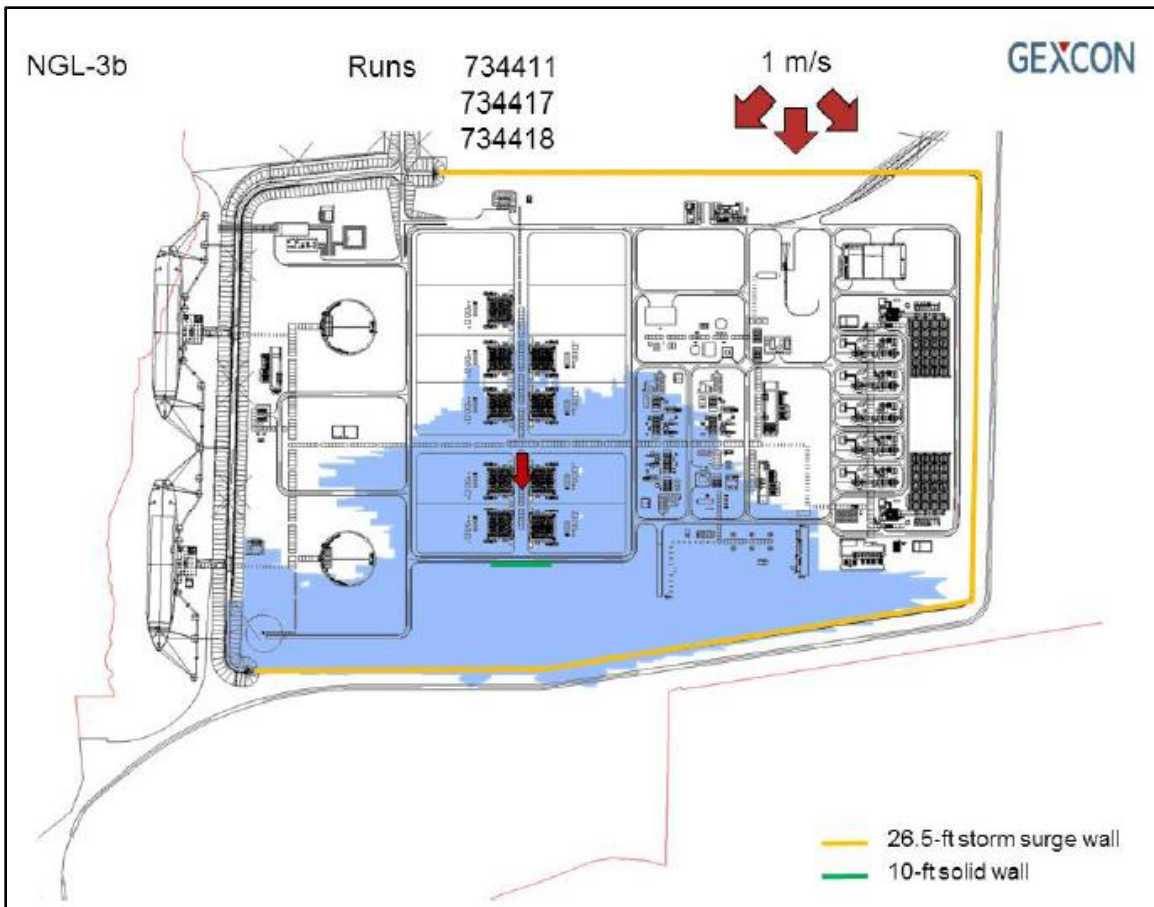 NGL-3b
Runs 734411
734417
734418
1 m/s
GEXCON
26.5-ft storm surge wall
10-ft solid wall